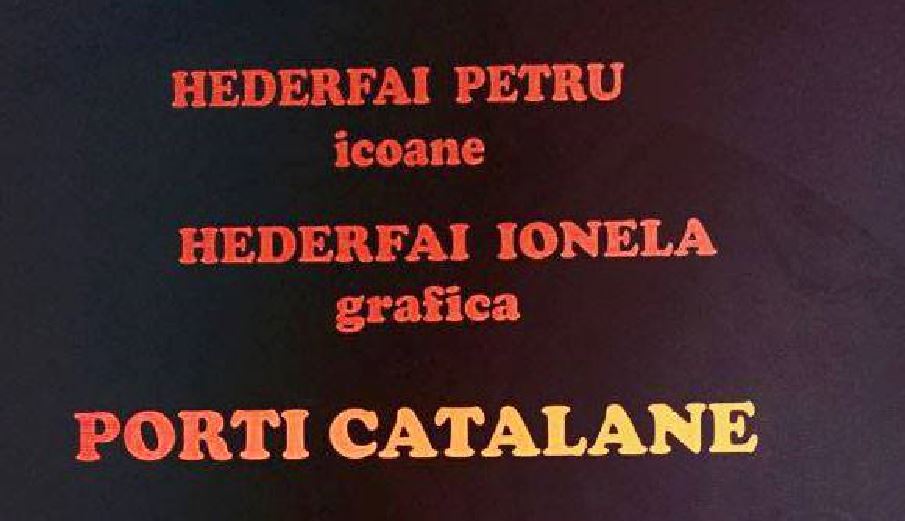 HEDERFAI PETRU
icoane
HEDERFAI IONELA
grafica
PORTI CATALANE